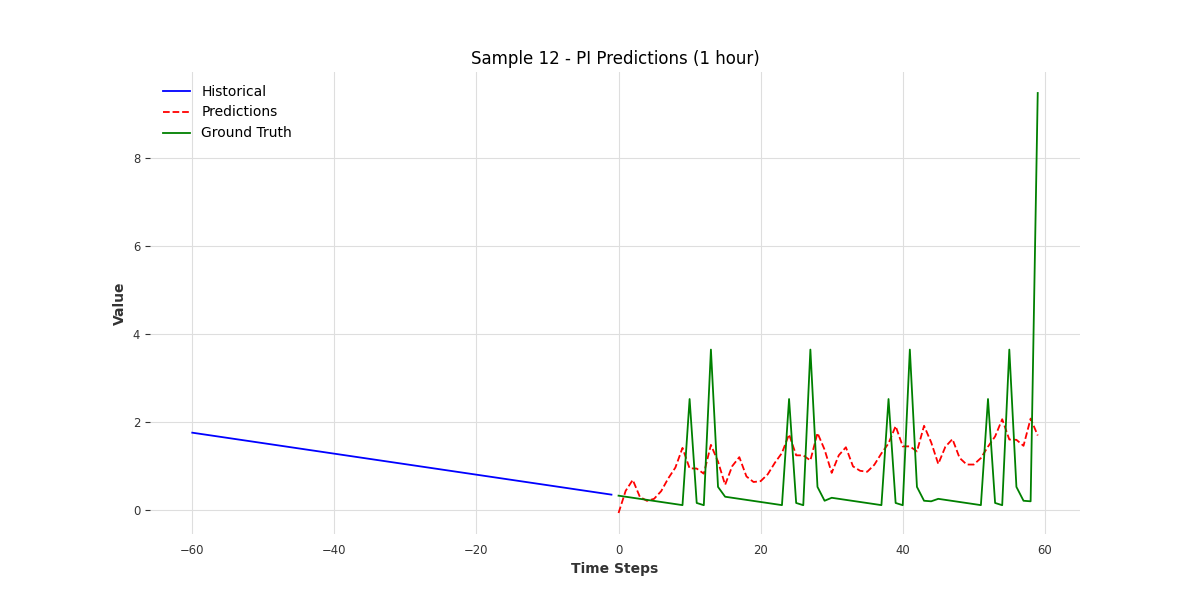 Sample 12 - PI Predictions (1 hour)
Historical
Predictions
Ground Truth
8
6
4
2
0
Value
−60
−40
−20
0
20
40
60
Time Steps